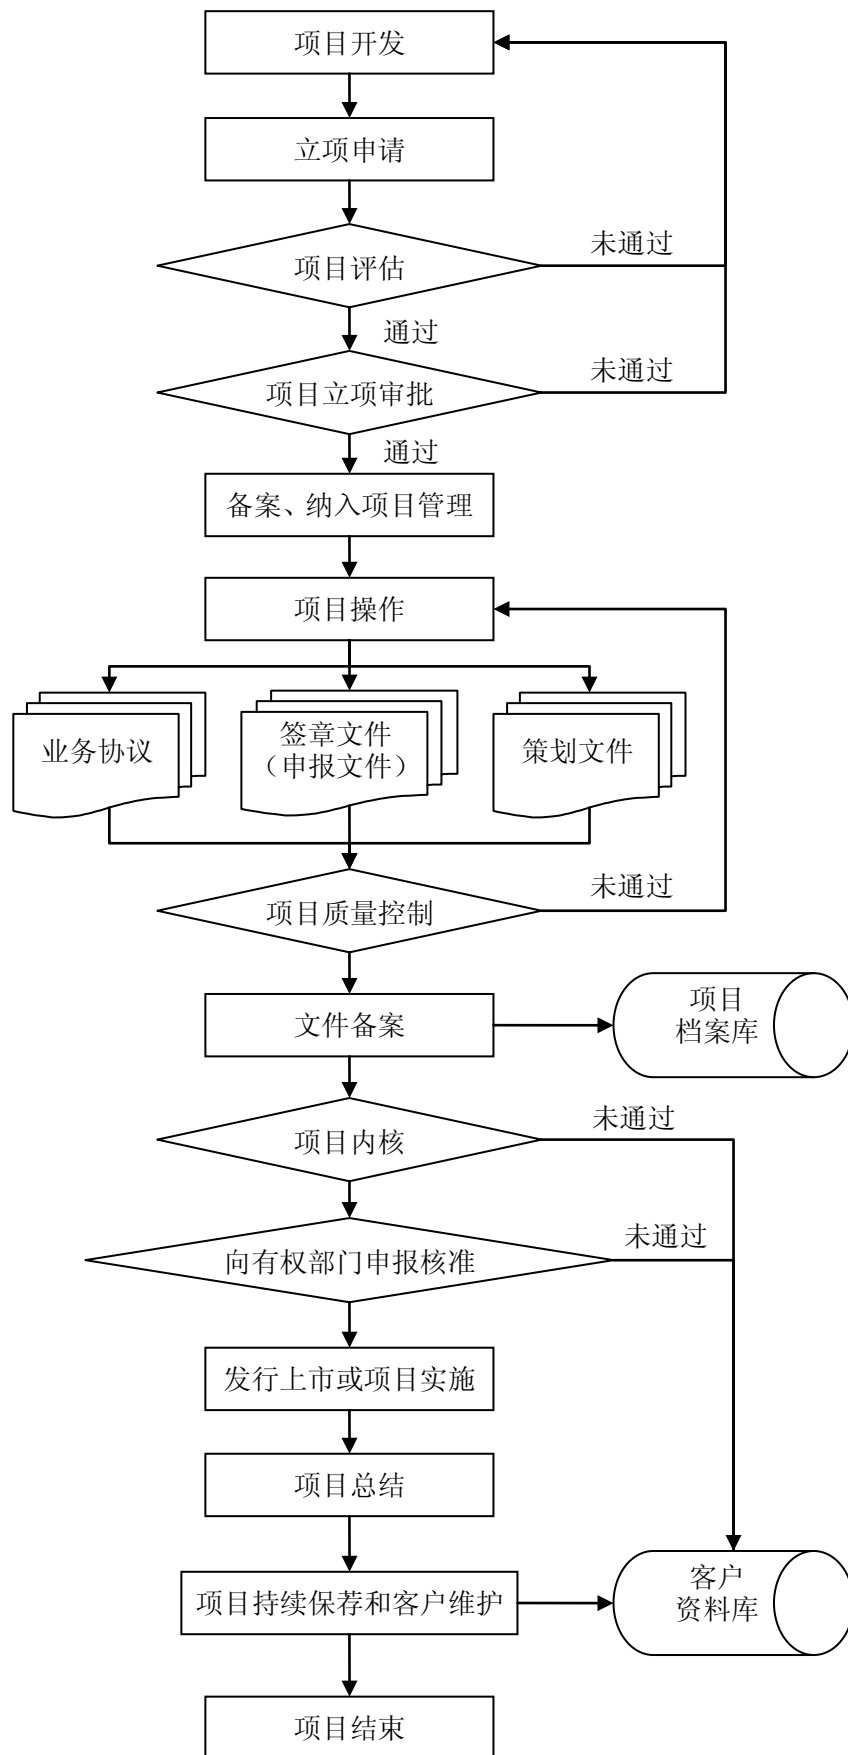 项目开发
立项申请
项目评估
未通过
通过
项目立项审批
未通过
通过
备案、纳入项目管理
项目操作
业务协议
签章文件
（申报文件）
策划文件
项目质量控制
未通过
文件备案
项目
档案库
项目内核
未通过
向有权部门申报核准
未通过
发行上市或项目实施
项目总结
项目持续保荐和客户维护
客户
资料库
项目结束